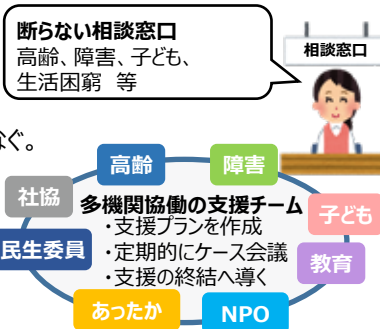 断らない相談窓口
高齢、障害、子ども、
生活困窮 等
相談窓口
なぐ。
高齢
障害
社協
多機関協働の支援チーム
子ども
・支援プランを作成
民生委員
・定期的にケース会議
教育
・支援の終結へ導く
あったか
NPO